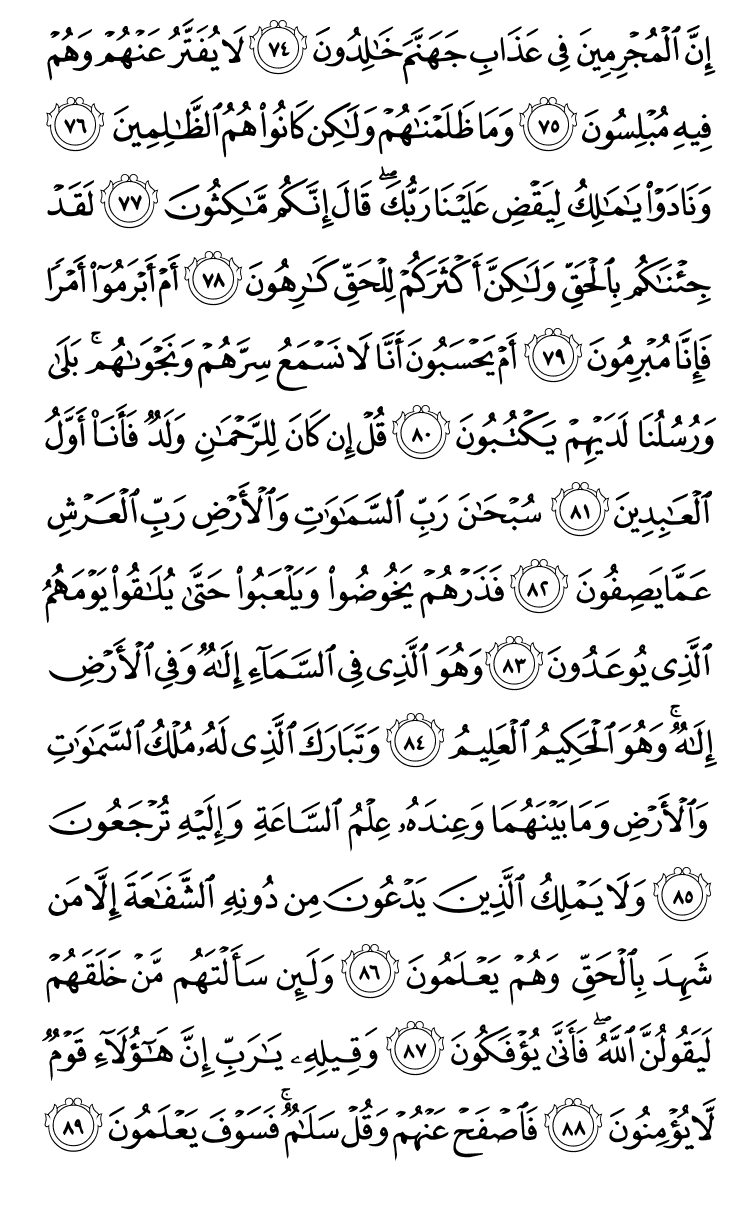 إِنَّ ٱلْمُجْرِمِينَ فِى عَذَابِ جَهَنَّمَ خَٰلِدُونَ ٧٤ لَا يُفَتَّرُ عَنْهُمْ وَهُمْ
فِيهِ مُبْلِسُونَ ٧٥ وَمَا ظَلَمْنَٰهُمْ وَلَٰكِن كَانُوا۟ هُمُ ٱلظَّٰلِمِينَ ٧٦
وَنَادَوْا۟ يَٰمَٰلِكُ لِيَقْضِ عَلَيْنَا رَبُّكَ ۖ قَالَ إِنَّكُم مَّٰكِثُونَ ٧٧ لَقَدْ
جِئْنَٰكُم بِٱلْحَقِّ وَلَٰكِنَّ أَكْثَرَكُمْ لِلْحَقِّ كَٰرِهُونَ ٧٨ أَمْ أَبْرَمُوٓا۟ أَمْرًا
فَإِنَّا مُبْرِمُونَ ٧٩ أَمْ يَحْسَبُونَ أَنَّا لَا نَسْمَعُ سِرَّهُمْ وَنَجْوَىٰهُم ۚ بَلَىٰ
وَرُسُلُنَا لَدَيْهِمْ يَكْتُبُونَ ٨٠ قُلْ إِن كَانَ لِلرَّحْمَٰنِ وَلَدٌ فَأَنَا۠ أَوَّلُ
ٱلْعَٰبِدِينَ ٨١ سُبْحَٰنَ رَبِّ ٱلسَّمَٰوَٰتِ وَٱلْأَرْضِ رَبِّ ٱلْعَرْشِ
عَمَّا يَصِفُونَ ٨٢ فَذَرْهُمْ يَخُوضُوا۟ وَيَلْعَبُوا۟ حَتَّىٰ يُلَٰقُوا۟ يَوْمَهُمُ
ٱلَّذِى يُوعَدُونَ ٨٣ وَهُوَ ٱلَّذِى فِى ٱلسَّمَآءِ إِلَٰهٌ وَفِى ٱلْأَرْضِ
إِلَٰهٌ ۚ وَهُوَ ٱلْحَكِيمُ ٱلْعَلِيمُ ٨٤ وَتَبَارَكَ ٱلَّذِى لَهُۥ مُلْكُ ٱلسَّمَٰوَٰتِ
وَٱلْأَرْضِ وَمَا بَيْنَهُمَا وَعِندَهُۥ عِلْمُ ٱلسَّاعَةِ وَإِلَيْهِ تُرْجَعُونَ
٨٥ وَلَا يَمْلِكُ ٱلَّذِينَ يَدْعُونَ مِن دُونِهِ ٱلشَّفَٰعَةَ إِلَّا مَن
شَهِدَ بِٱلْحَقِّ وَهُمْ يَعْلَمُونَ ٨٦ وَلَئِن سَأَلْتَهُم مَّنْ خَلَقَهُمْ
لَيَقُولُنَّ ٱللَّهُ ۖ فَأَنَّىٰ يُؤْفَكُونَ ٨٧ وَقِيلِهِۦ يَٰرَبِّ إِنَّ هَٰٓؤُلَآءِ قَوْمٌ
لَّا يُؤْمِنُونَ ٨٨ فَٱصْفَحْ عَنْهُمْ وَقُلْ سَلَٰمٌ ۚ فَسَوْفَ يَعْلَمُونَ ٨٩